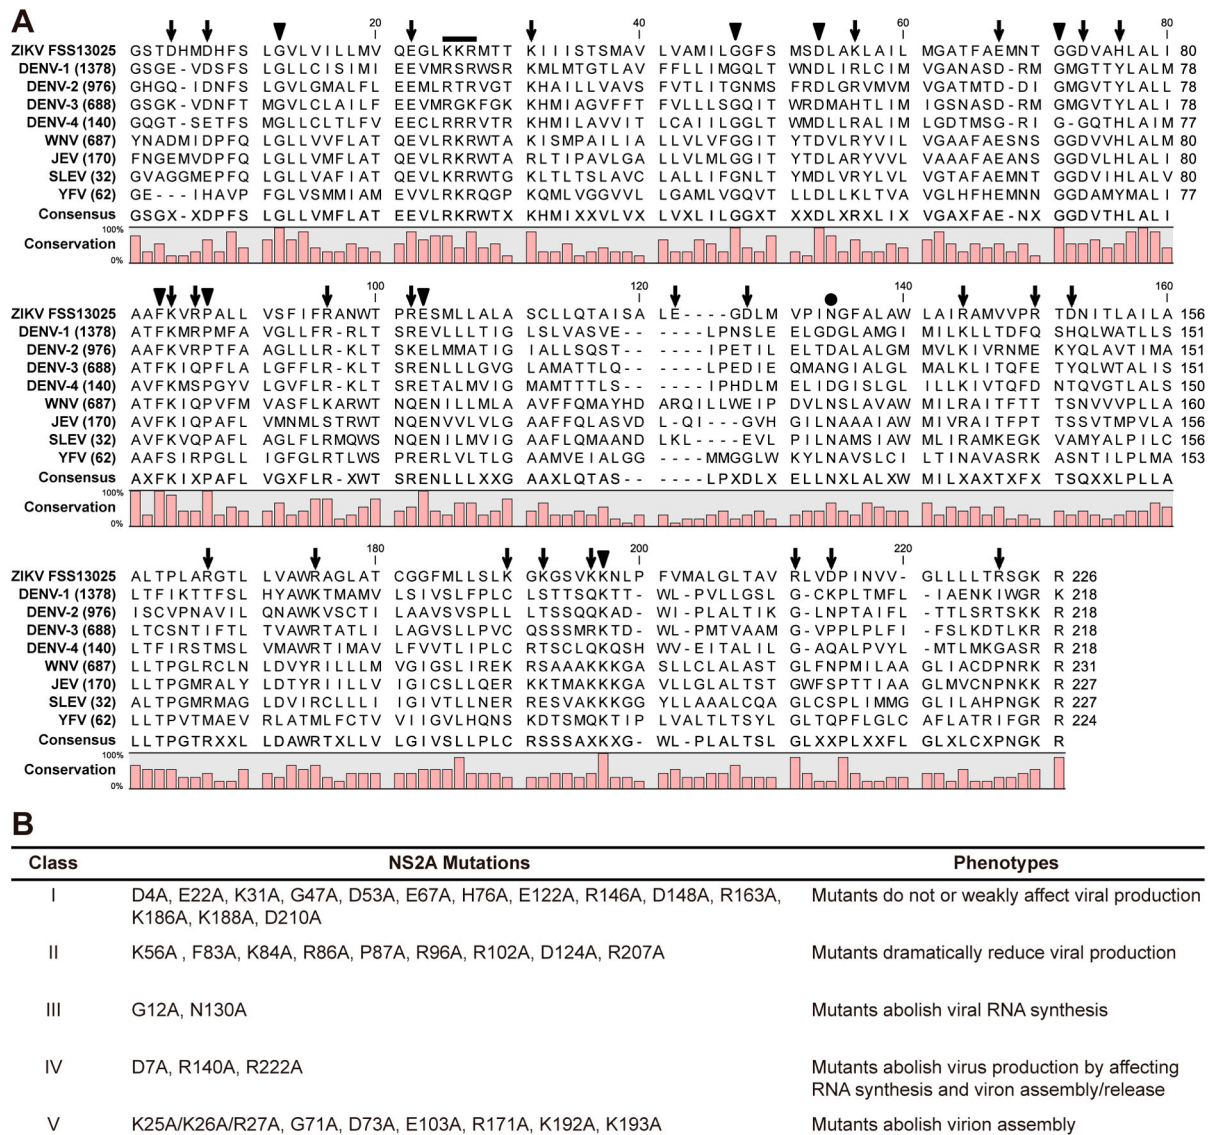 A
20 40 60 80
ZIKV FSS13025 GSTDHMDHFS LGVLVILLMV QEGLKKRMTT KIIISTSMAV LVAMILGGFS MSDLAKLAIL MGATFAEMNT GGDVAHLALI 80
DENV-1 (1378) GSGE-VDSFS LGLLCISIMI EEVMRSRWSR KMLMTGTLAV FFLLIMGQLT WNDLIRLCIM VGANASD-RM GMGTTYLALM 78
DENV-2 (976) GHGQ-IDNFS LGVLGMALFL EEMLRTRVGT KHAILLVAVS FVTLITGNMS FRDLGRVMVM VGATMTD-DI GMGVTYLALL 78
DENV-3 (688) GSGK-VDNFT MGVLCLAILF EEVMRGKFGK KHMIAGVFFT FVLLLSGQIT WRDMAHTLIM IGSNASD-RM GMGVTYLALI 78
DENV-4 (140) GQGT-SETFS MGLLCLTLFV EECLRRRVTR KHMILAVVIT LCAIILGGLT WMDLLRALIM LGDTMSG-RI G-GQTHLAIM 77
WNV (687) YNADMIDPFQ LGLLVVFLAT QEVLRKRWTA KISMPAILIA LLVLVFGGIT YTDVLRYVIL VGAAFAESNS GGDVVHLALM 80
JEV (170) FNGEMVDPFQ LGLLVMFLAT QEVLRKRWTA RLTIPAVLGA LLVLMLGGIT YTDLARYVVL VAAAFAEANS GGDVLHLALI 80
SLEV (32) GVAGGMEPFQ LGLLVAFLAT QEVLKRRWTG KLTLTSLAVC LALLIFGNLT YMDLVRYLVL VGTAFAEMNT GGDVIHLALV 80
YFV (62) GE---IHAVP FGLVSMMIAM EVVLRKRQGP KQMLVGGVVL LGAMLVGQVT LLDLLKLTVA VGLHFHEMNN GGDAMYMALI 77
Consensus GSGX-XDPFS LGLLVMFLAT EEVLRKRWTX KHMIXXVLVX LVXLILGGXT XXDLXRXLIX VGAXFAE-NX GGDVTHLALI
100%
Conservation
0%
100 120 140 160
ZIKV FSS13025 AAFKVRPALL VSFIFRANWT PRESMLLALA SCLLQTAISA LE----GDLM VPINGFALAW LAIRAMVVPR TDNITLAILA 156
DENV-1 (1378) ATFKMRPMFA VGLLFR-RLT SREVLLLTIG LSLVASVE-- ----LPNSLE ELGDGLAMGI MILKLLTDFQ SHQLWATLLS 151
DENV-2 (976) AAFKVRPTFA AGLLLR-KLT SKELMMATIG IALLSQST-- ----IPETIL ELTDALALGM MVLKIVRNME KYQLAVTIMA 151
DENV-3 (688) ATFKIQPFLA LGFFLR-KLT SRENLLLGVG LAMATTLQ-- ----LPEDIE QMANGIALGL MALKLITQFE TYQLWTALIS 151
DENV-4 (140) AVFKMSPGYV LGVFLR-KLT SRETALMVIG MAMTTTLS-- ----IPHDLM ELIDGISLGL ILLKIVTQFD NTQVGTLALS 150
WNV (687) ATFKIQPVFM VASFLKARWT NQENILLMLA AVFFQMAYHD ARQILLWEIP DVLNSLAVAW MILRAITFTT TSNVVVPLLA 160
JEV (170) AVFKIQPAFL VMNMLSTRWT NQENVVLVLG AAFFQLASVD L-QI---GVH GILNAAAIAW MIVRAITFPT TSSVTMPVLA 156
SLEV (32) AVFKVQPAFL AGLFLRMQWS NQENILMVIG AAFLQMAAND LKL----EVL PILNAMSIAW MLIRAMKEGK VAMYALPILC 156
YFV (62) AAFSIRPGLL IGFGLRTLWS PRERLVLTLG AAMVEIALGG ----MMGGLW KYLNAVSLCI LTINAVASRK ASNTILPLMA 153
Consensus AXFKIXPAFL VGXFLR-XWT SRENLLLXXG AAXLQTAS-- ----LPXDLX ELLNXLALXW MILXAXTXFX TSQXXLPLLA
100%
Conservation
0%
180 200 220
ZIKV FSS13025 ALTPLARGTL LVAWRAGLAT CGGFMLLSLK GKGSVKKNLP FVMALGLTAV RLVDPINVV- GLLLLTRSGK R 226
DENV-1 (1378) LTFIKTTFSL HYAWKTMAMV LSIVSLFPLC LSTTSQKTT- WL-PVLLGSL G-CKPLTMFL -IAENKIWGR K 218
DENV-2 (976) ISCVPNAVIL QNAWKVSCTI LAAVSVSPLL LTSSQQKAD- WI-PLALTIK G-LNPTAIFL -TTLSRTSKK R 218
DENV-3 (688) LTCSNTIFTL TVAWRTATLI LAGVSLLPVC QSSSMRKTD- WL-PMTVAAM G-VPPLPLFI -FSLKDTLKR R 218
DENV-4 (140) LTFIRSTMSL VMAWRTIMAV LFVVTLIPLC RTSCLQKQSH WV-EITALIL G-AQALPVYL -MTLMKGASR R 218
WNV (687) LLTPGLRCLN LDVYRILLLM VGIGSLIREK RSAAAKKKGA SLLCLALAST GLFNPMILAA GLIACDPNRK R 231
JEV (170) LLTPGMRALY LDTYRIILLV IGICSLLQER KKTMAKKKGA VLLGLALTST GWFSPTTIAA GLMVCNPNKK R 227
SLEV (32) ALTPGMRMAG LDVIRCLLLI IGIVTLLNER RESVAKKKGG YLLAAALCQA GLCSPLIMMG GLILAHPNGK R 227
YFV (62) LLTPVTMAEV RLATMLFCTV VIIGVLHQNS KDTSMQKTIP LVALTLTSYL GLTQPFLGLC AFLATRIFGR R 224
Consensus LLTPGTRXXL LDAWRTXLLV LGIVSLLPLC RSSSAXKXG- WL-PLALTSL GLXXPLXXFL GLXLCXPNGK R
100%
Conservation
0%
B
Class NS2A Mutations Phenotypes
I D4A, E22A, K31A, G47A, D53A, E67A, H76A, E122A, R146A, D148A, R163A, Mutants do not or weakly affect viral production
K186A, K188A, D210A
II K56A , F83A, K84A, R86A, P87A, R96A, R102A, D124A, R207A Mutants dramatically reduce viral production
III G12A, N130A Mutants abolish viral RNA synthesis
IV D7A, R140A, R222A Mutants abolish virus production by affecting
RNA synthesis and viron assembly/release
V K25A/K26A/R27A, G71A, D73A, E103A, R171A, K192A, K193A Mutants abolish virion assembly